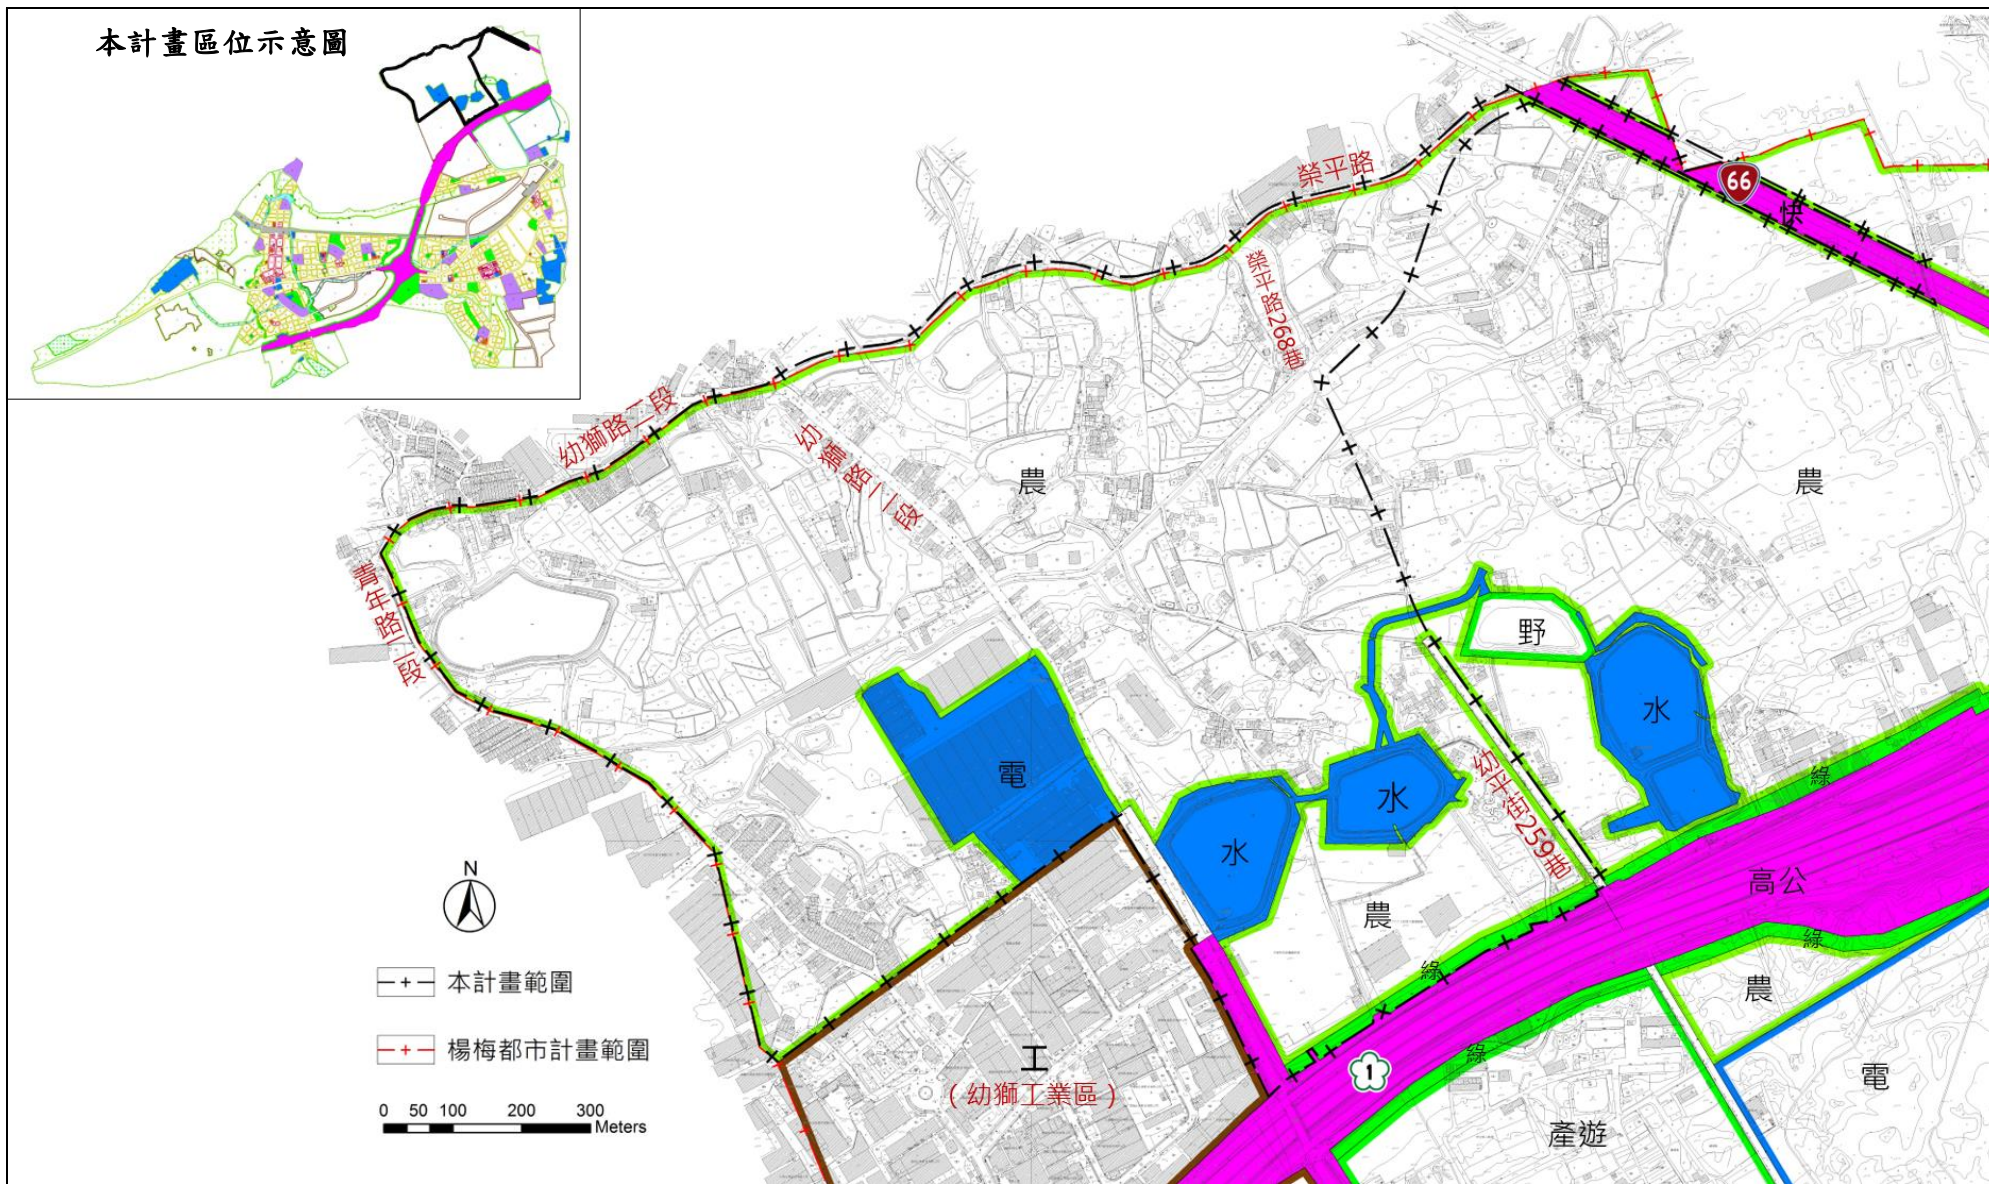 本計畫區位示意圖
66
快
榮平路
榮平路268巷
幼獅路二段
幼獅路二段
農
農
青年路二段
野
水
電
水
水
幼平街259巷
綠
高公
農
綠
綠
農
綠
N
本計畫範圍
楊梅都市計畫範圍
0 50 100 200 300
Meters
工
(幼獅工業區)
1
電
產遊